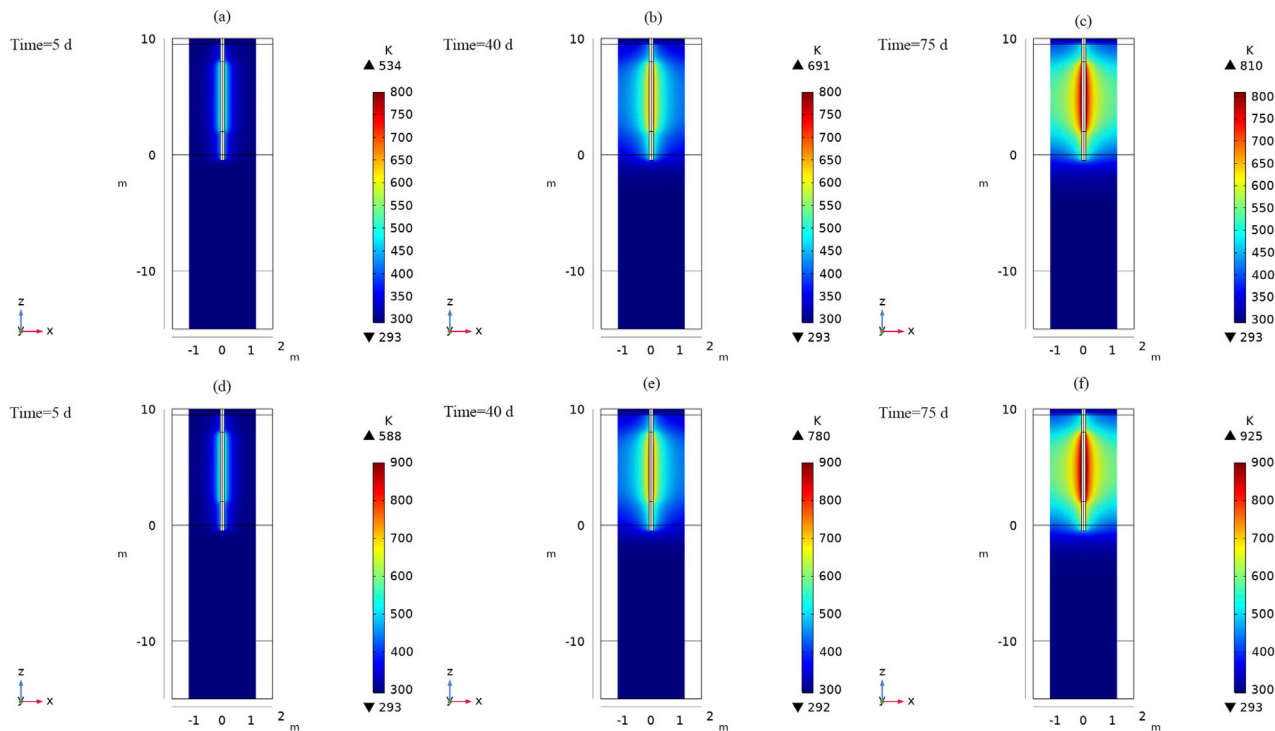 (a)
Time=5 d
10
0
m
-10
z
y
x
-1 0 1 2
m
K
▲ 534
800
750
700
650
600
550
500
450
400
350
300
▼ 293
(b)
Time=40 d
10
0
m
-10
z
y
x
-1 0 1 2
m
K
▲ 691
800
750
700
650
600
550
500
450
400
350
300
▼ 293
(c)
Time=75 d
10
0
m
-10
z
y
x
-1 0 1 2
m
K
▲ 810
800
750
700
650
600
550
500
450
400
350
300
▼ 293
(d)
Time=5 d
10
0
m
-10
z
y
x
-1 0 1 2
m
K
▲ 588
900
800
700
600
500
400
300
▼ 293
(e)
Time=40 d
10
0
m
-10
z
y
x
-1 0 1 2
m
K
▲ 780
900
800
700
600
500
400
300
▼ 292
(f)
Time=75 d
10
0
m
-10
z
y
x
-1 0 1 2
m
K
▲ 925
900
800
700
600
500
400
300
▼ 293